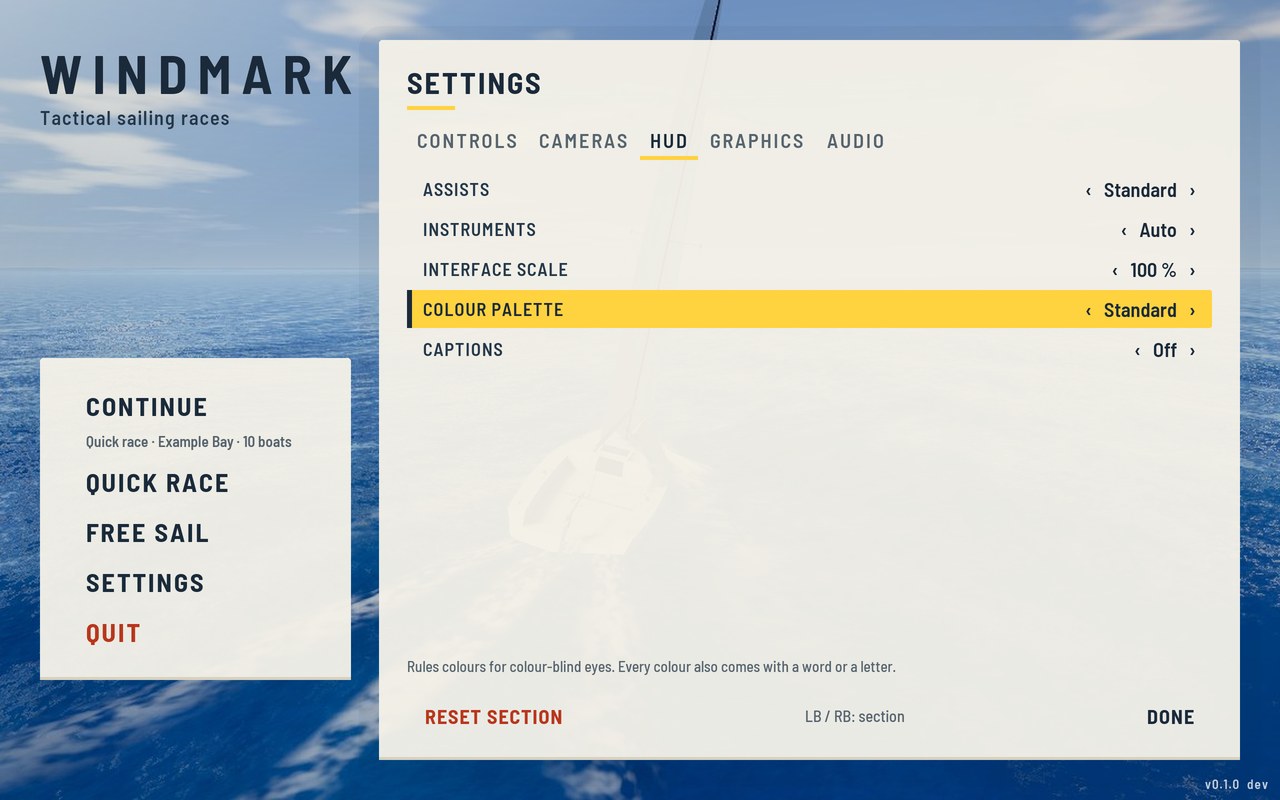 WINDMARK
Tactical sailing races
CONTINUE
Quick race · Example Bay · 10 boats
QUICK RACE
FREE SAIL
SETTINGS
QUIT
SETTINGS
CONTROLS CAMERAS HUD GRAPHICS AUDIO
ASSISTS ‹ Standard ›
INSTRUMENTS ‹ Auto ›
INTERFACE SCALE ‹ 100 % ›
COLOUR PALETTE ‹ Standard ›
CAPTIONS ‹ Off ›
Rules colours for colour-blind eyes. Every colour also comes with a word or a letter.
RESET SECTION LB / RB: section DONE
v0.1.0 dev